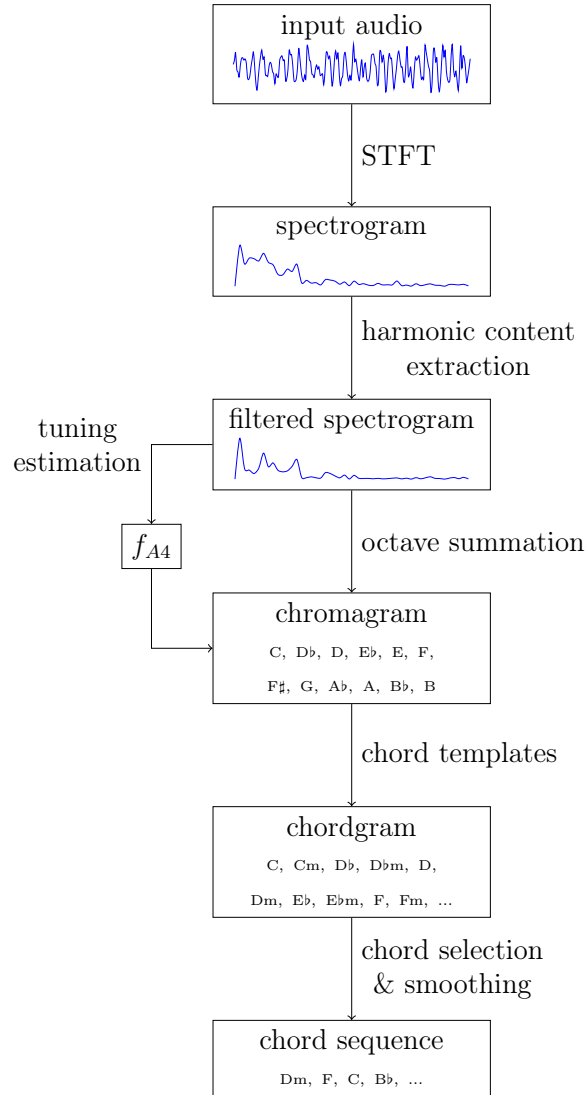 input audio
STFT
spectrogram
harmonic content
extraction
filtered spectrogram
tuning
estimation
f_{A4}
octave summation
chromagram
C, D♭, D, E♭, E, F,
F♯, G, A♭, A, B♭, B
chord templates
chordgram
C, Cm, D♭, D♭m, D,
Dm, E♭, E♭m, F, Fm, ...
chord selection
& smoothing
chord sequence
Dm, F, C, B♭, ...